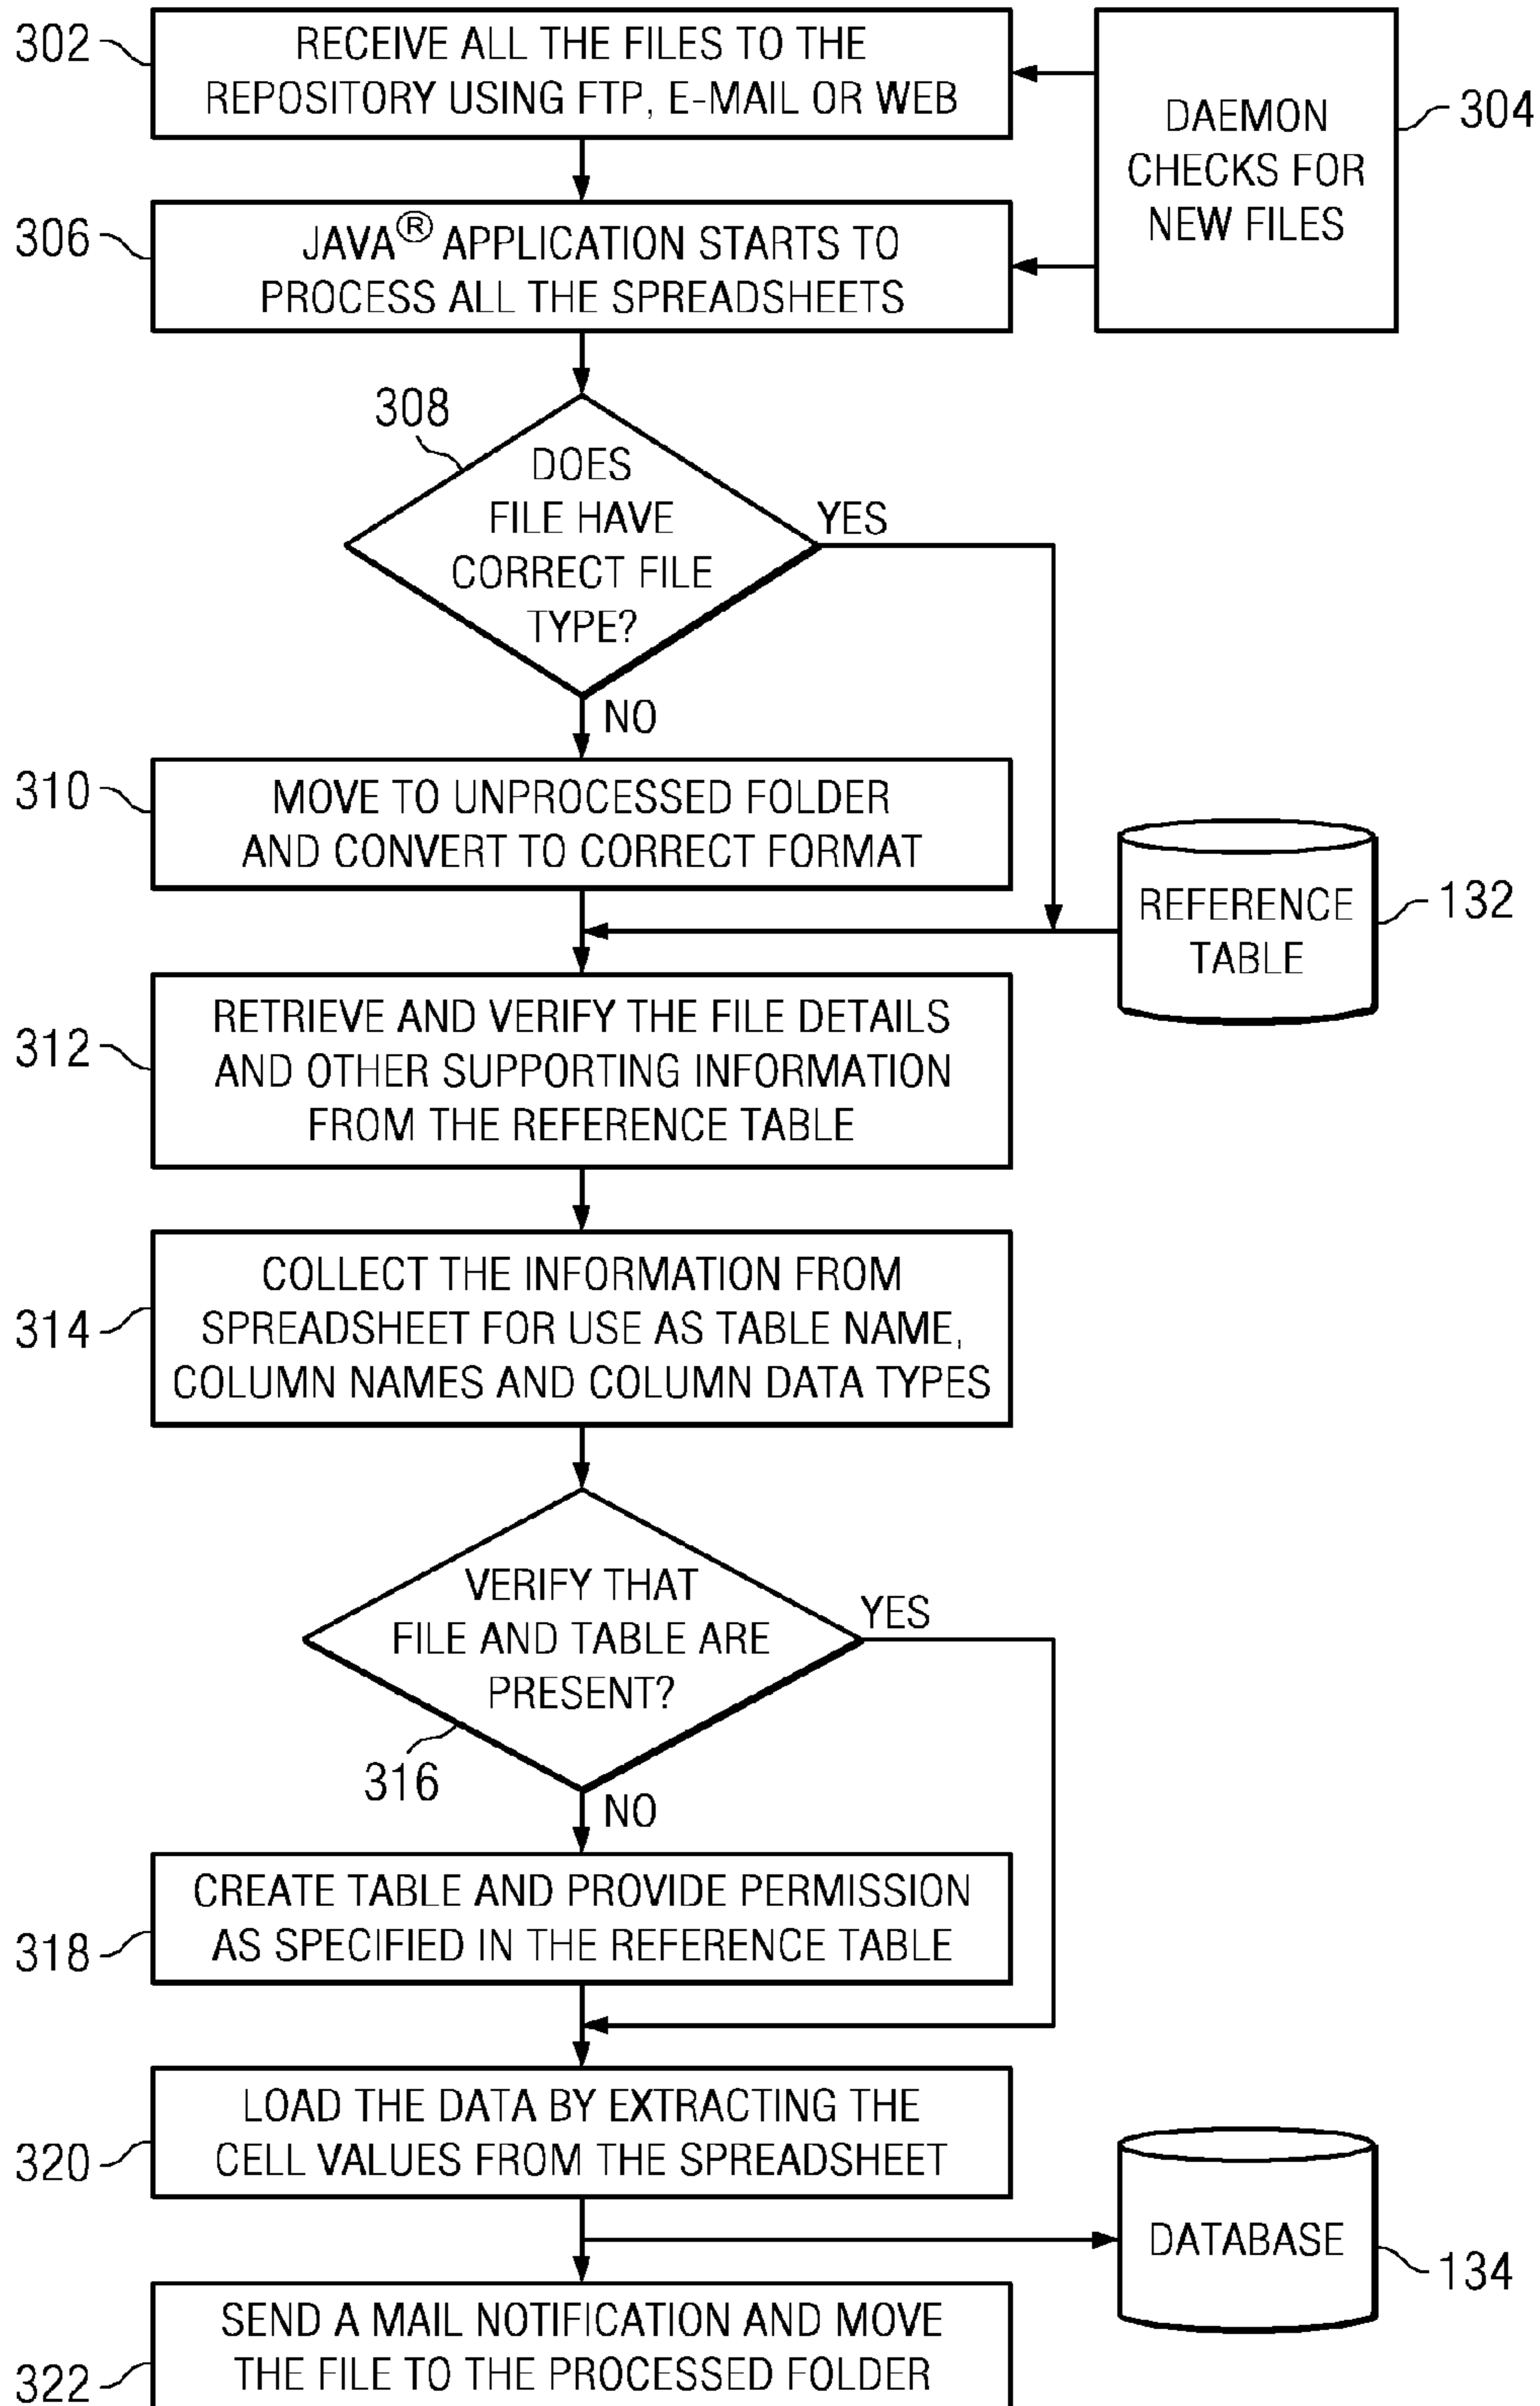 302
RECEIVE ALL THE FILES TO THE
REPOSITORY USING FTP, E-MAIL OR WEB
DAEMON
CHECKS FOR
NEW FILES
304
306
JAVA® APPLICATION STARTS TO
PROCESS ALL THE SPREADSHEETS
308
DOES
FILE HAVE
CORRECT FILE
TYPE?
YES
NO
310
MOVE TO UNPROCESSED FOLDER
AND CONVERT TO CORRECT FORMAT
REFERENCE
TABLE
132
312
RETRIEVE AND VERIFY THE FILE DETAILS
AND OTHER SUPPORTING INFORMATION
FROM THE REFERENCE TABLE
314
COLLECT THE INFORMATION FROM
SPREADSHEET FOR USE AS TABLE NAME,
COLUMN NAMES AND COLUMN DATA TYPES
VERIFY THAT
FILE AND TABLE ARE
PRESENT?
YES
316
NO
318
CREATE TABLE AND PROVIDE PERMISSION
AS SPECIFIED IN THE REFERENCE TABLE
320
LOAD THE DATA BY EXTRACTING THE
CELL VALUES FROM THE SPREADSHEET
DATABASE
134
322
SEND A MAIL NOTIFICATION AND MOVE
THE FILE TO THE PROCESSED FOLDER